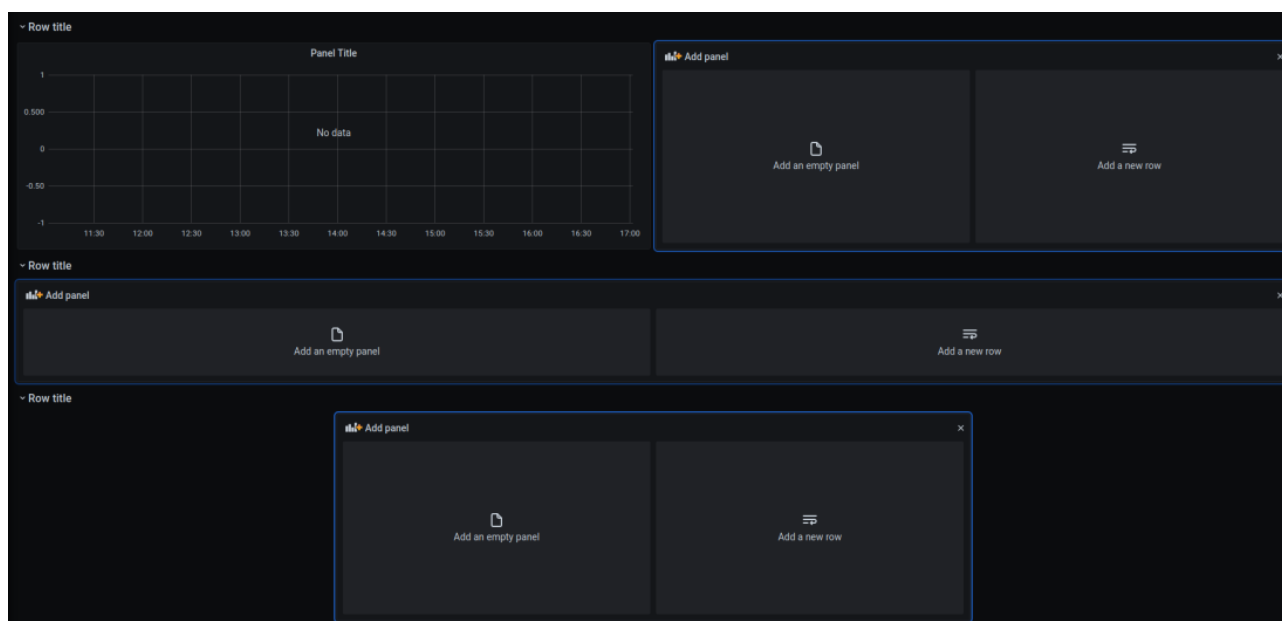 Row title
Panel Title
1
0.500
0
-0.50
-1
No data
11:30 12:00 12:30 13:00 13:30 14:00 14:30 15:00 15:30 16:00 16:30 17:00
Add panel
Add an empty panel
Add a new row
Row title
Add panel
Add an empty panel
Add a new row
Row title
Add panel
Add an empty panel
Add a new row